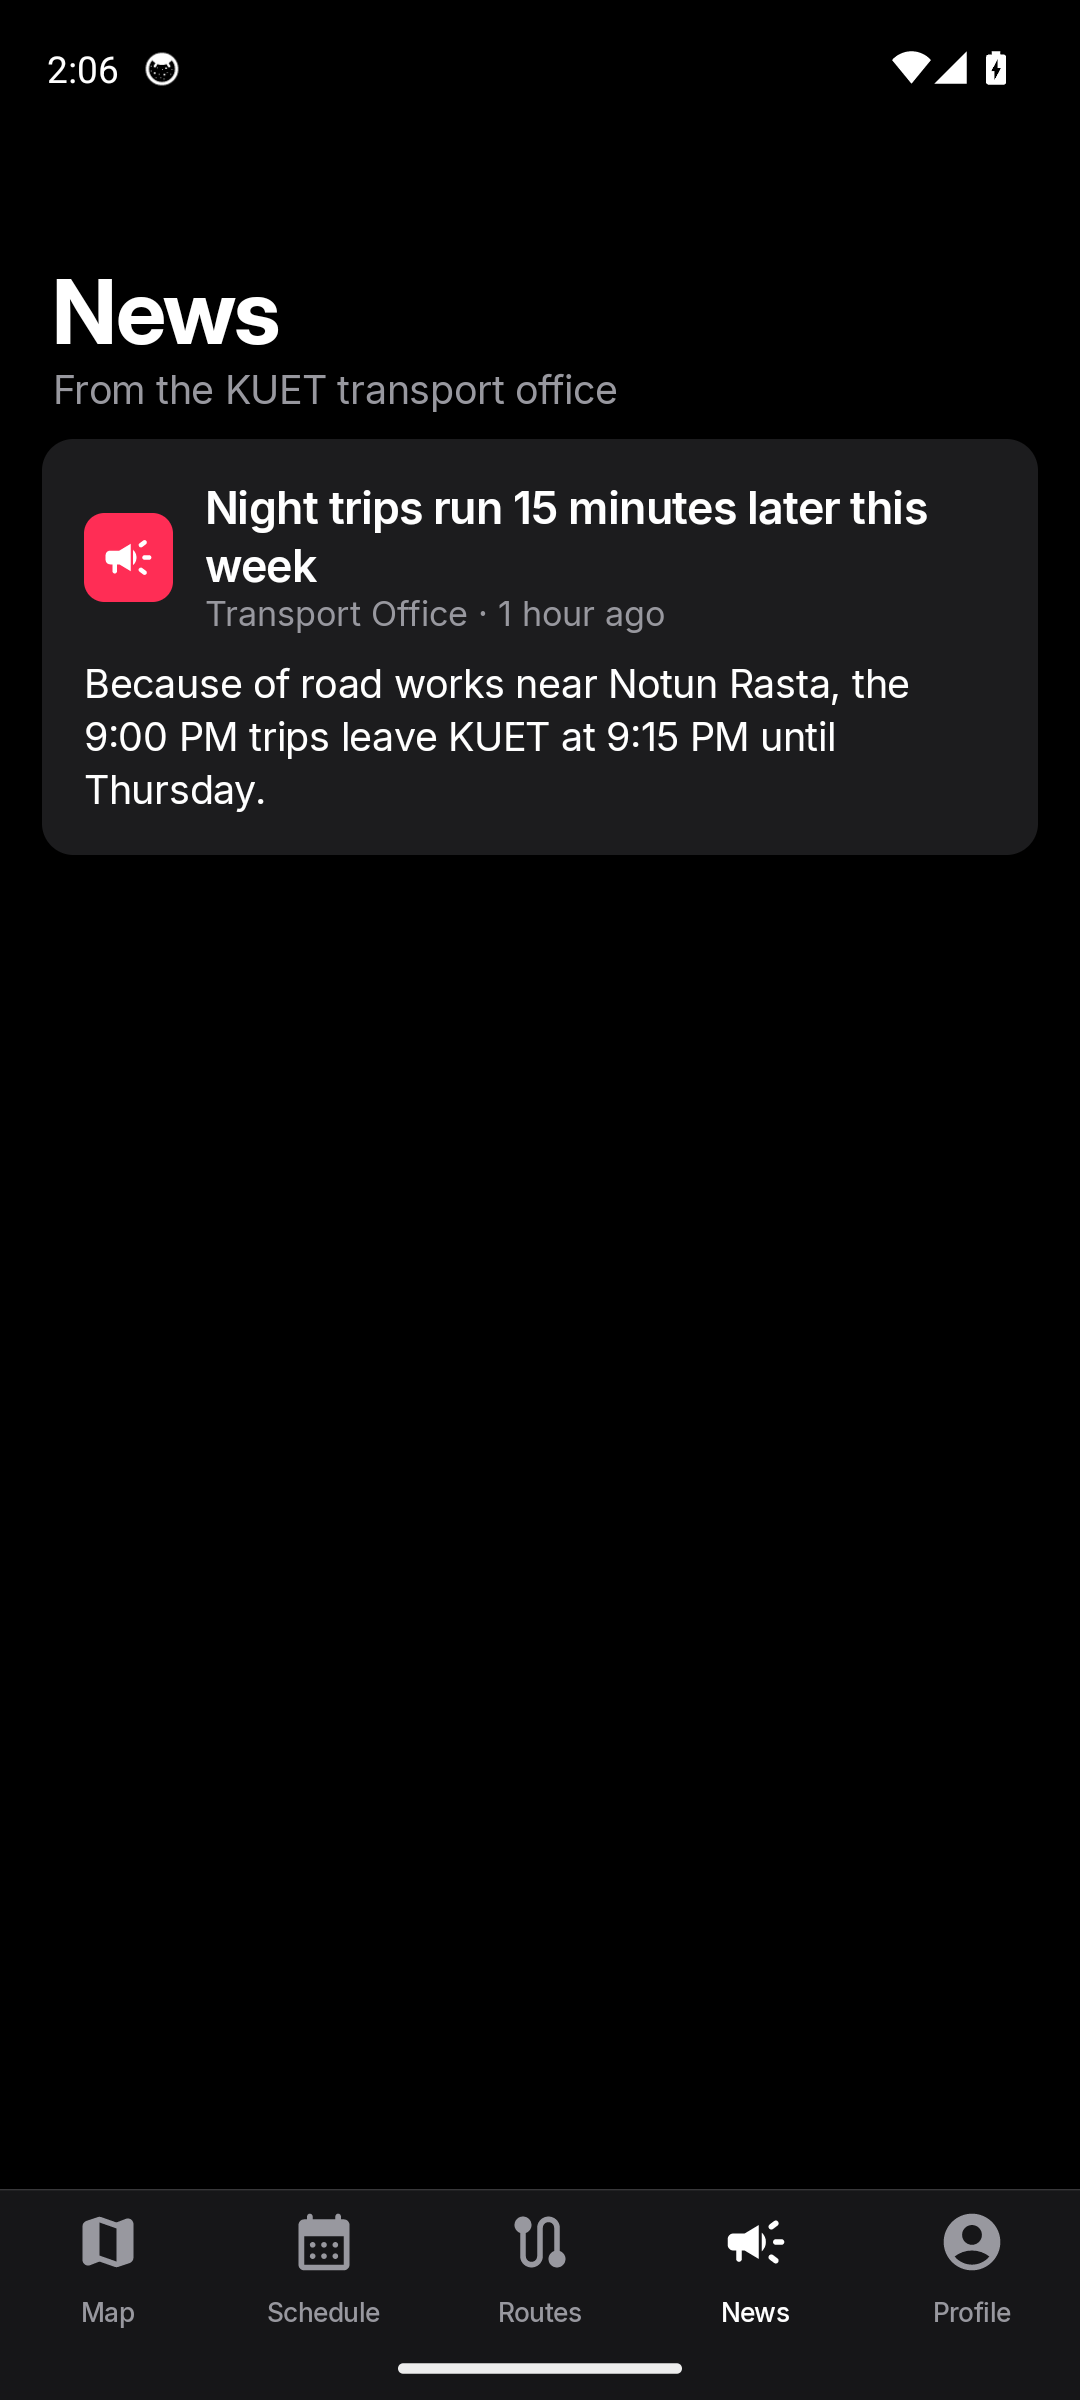 2:06
News
From the KUET transport office
Night trips run 15 minutes later this
week
Transport Office · 1 hour ago
Because of road works near Notun Rasta, the
9:00 PM trips leave KUET at 9:15 PM until
Thursday.
Map
Schedule
Routes
News
Profile